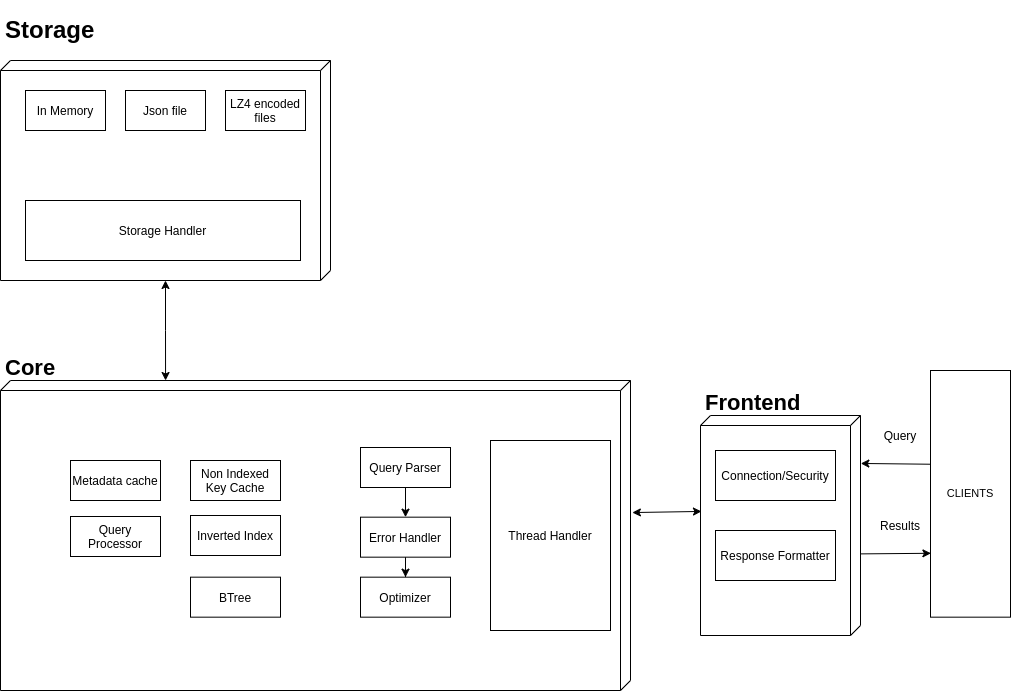 Storage
In Memory
Json file
LZ4 encoded
files
Storage Handler
Core
Metadata cache
Query
Processor
Non Indexed
Key Cache
Inverted Index
BTree
Query Parser
Error Handler
Optimizer
Thread Handler
Frontend
Connection/Security
Response Formatter
Query
Results
CLIENTS